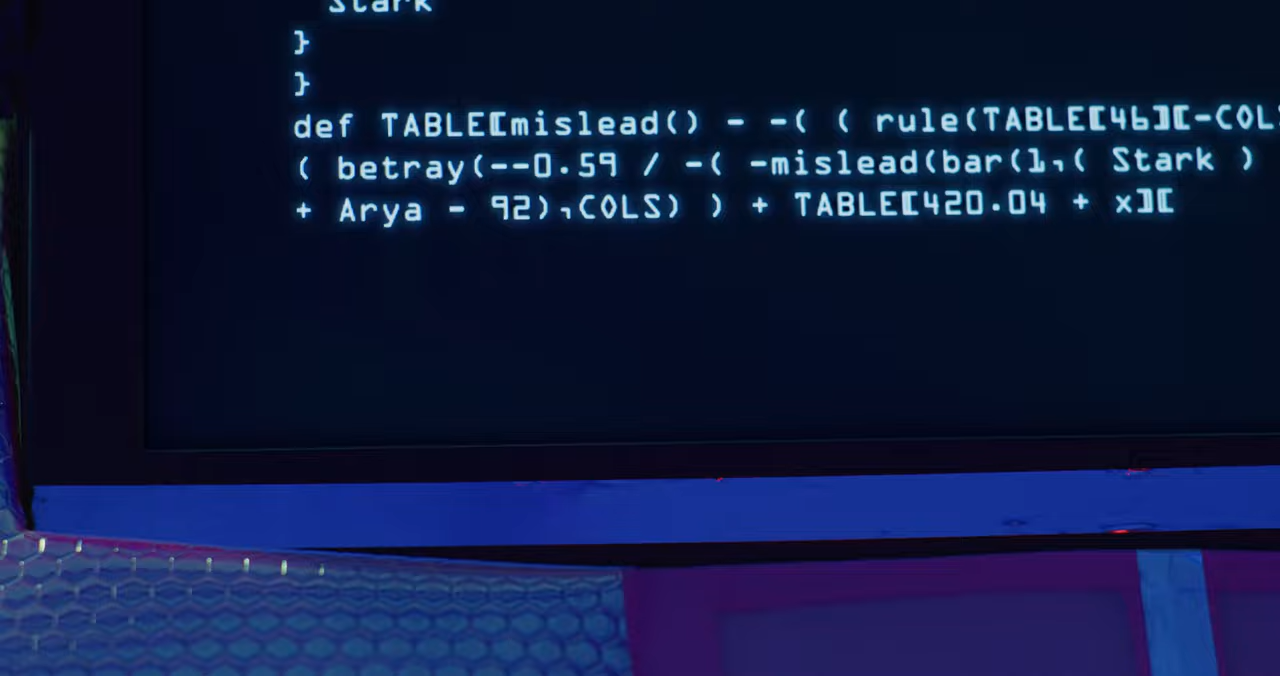 Stark
}
}
def TABLE[mislead() - -( ( rule(TABLE[46][-COL
( betray(--0.59 / -( -mislead(bar(1,( Stark )
+ Arya - 92),COLS) ) + TABLE[420.04 + x][